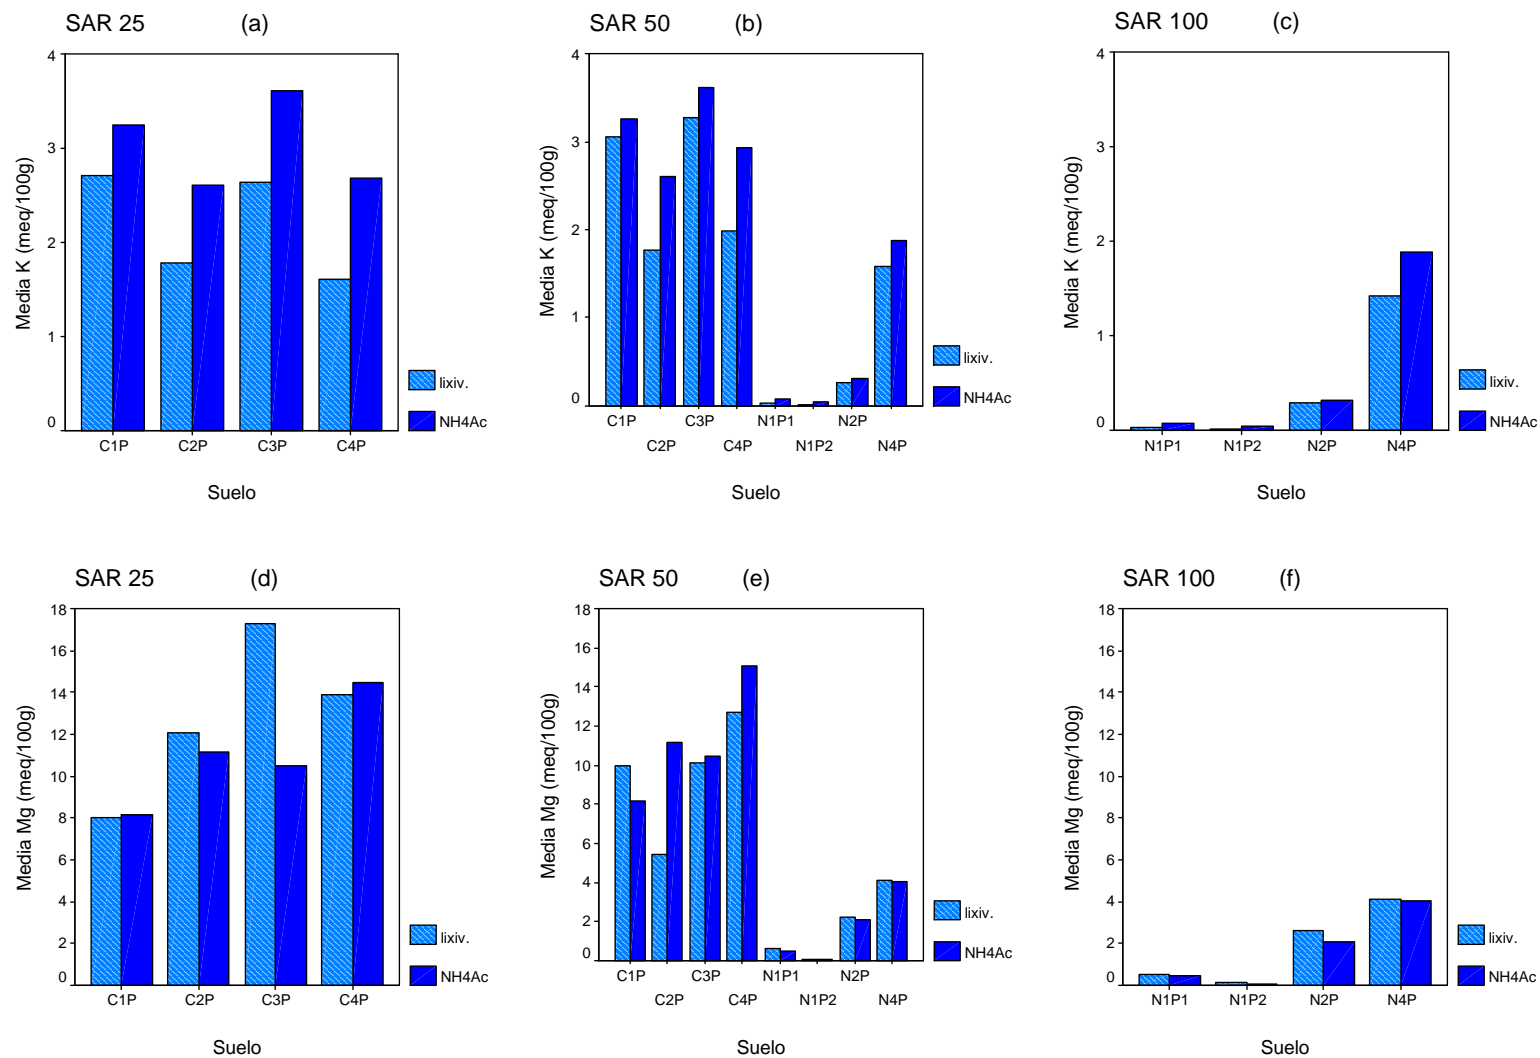 SAR 25 (a)
4
3
2
1
0
Media K (meq/100g)
C1P C2P C3P C4P
Suelo
lixiv.
NH4Ac
SAR 50 (b)
4
3
2
1
0
Media K (meq/100g)
C1P C3P N1P1 N2P
C2P C4P N1P2 N4P
Suelo
lixiv.
NH4Ac
SAR 100 (c)
4
3
2
1
0
Media K (meq/100g)
N1P1 N1P2 N2P N4P
Suelo
lixiv.
NH4Ac
SAR 25 (d)
18
16
14
12
10
8
6
4
2
0
Media Mg (meq/100g)
C1P C2P C3P C4P
Suelo
lixiv.
NH4Ac
SAR 50 (e)
18
16
14
12
10
8
6
4
2
0
Media Mg (meq/100g)
C1P C3P N1P1 N2P
C2P C4P N1P2 N4P
Suelo
lixiv.
NH4Ac
SAR 100 (f)
18
16
14
12
10
8
6
4
2
0
Media Mg (meq/100g)
N1P1 N1P2 N2P N4P
Suelo
lixiv.
NH4Ac